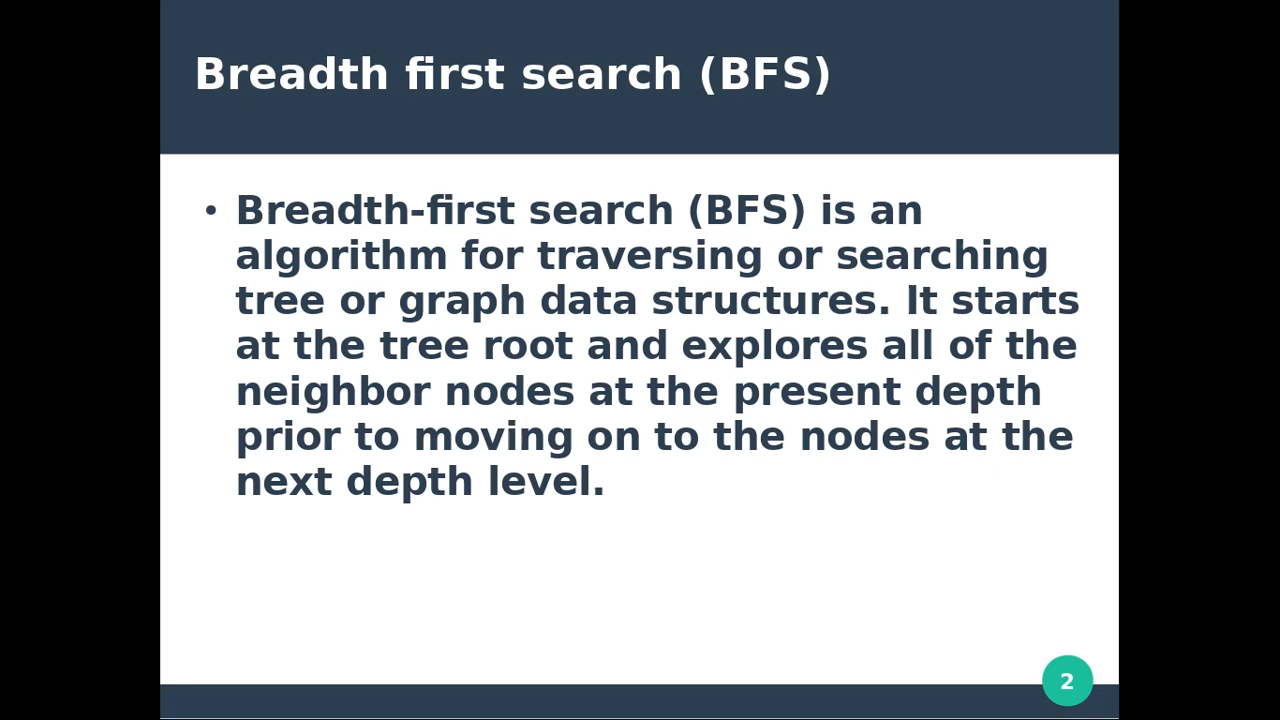 Breadth first search (BFS)
• Breadth-first search (BFS) is an
algorithm for traversing or searching
tree or graph data structures. It starts
at the tree root and explores all of the
neighbor nodes at the present depth
prior to moving on to the nodes at the
next depth level.
2